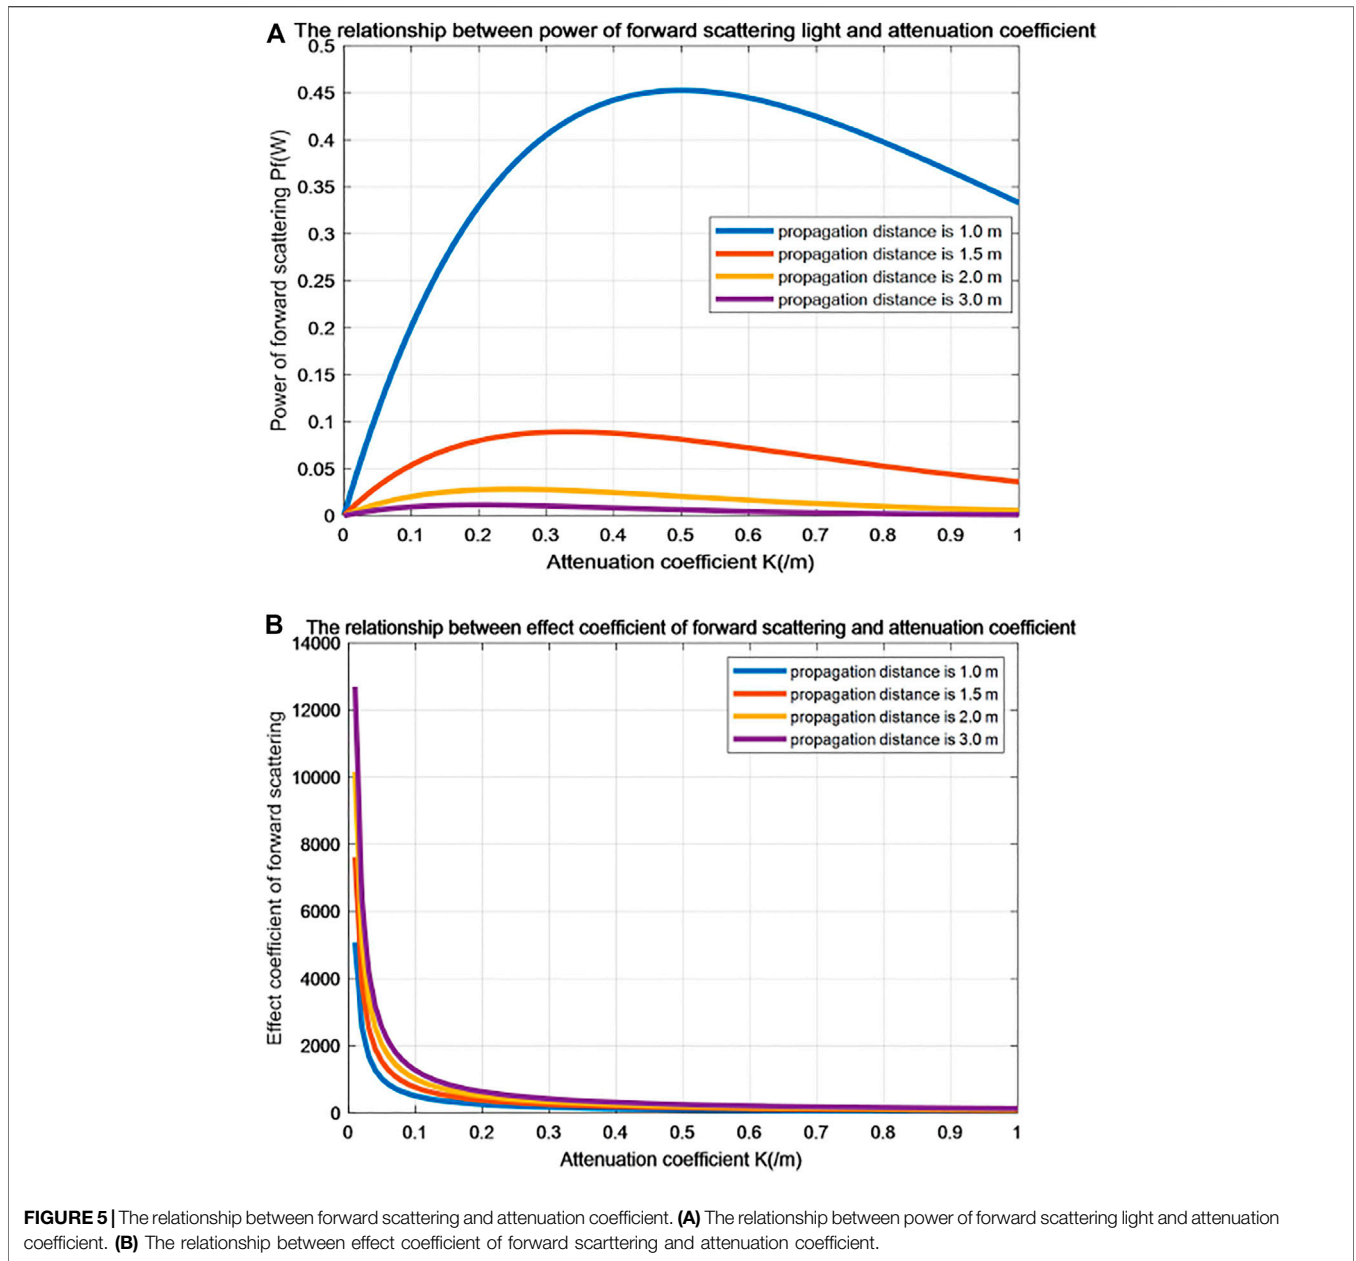 A The relationship between power of forward scattering light and attenuation coefficient
0.5
0.45
0.4
0.35
0.3
0.25
0.2
0.15
0.1
0.05
0
Power of forward scattering Pf(W)
propagation distance is 1.0 m
propagation distance is 1.5 m
propagation distance is 2.0 m
propagation distance is 3.0 m
0 0.1 0.2 0.3 0.4 0.5 0.6 0.7 0.8 0.9 1
Attenuation coefficient K(/m)
B The relationship between effect coefficient of forward scattering and attenuation coefficient
14000
12000
10000
8000
6000
4000
2000
0
Effect coefficient of forward scattering
propagation distance is 1.0 m
propagation distance is 1.5 m
propagation distance is 2.0 m
propagation distance is 3.0 m
0 0.1 0.2 0.3 0.4 0.5 0.6 0.7 0.8 0.9 1
Attenuation coefficient K(/m)
FIGURE 5 | The relationship between forward scattering and attenuation coefficient. (A) The relationship between power of forward scattering light and attenuation
coefficient. (B) The relationship between effect coefficient of forward scarttering and attenuation coefficient.